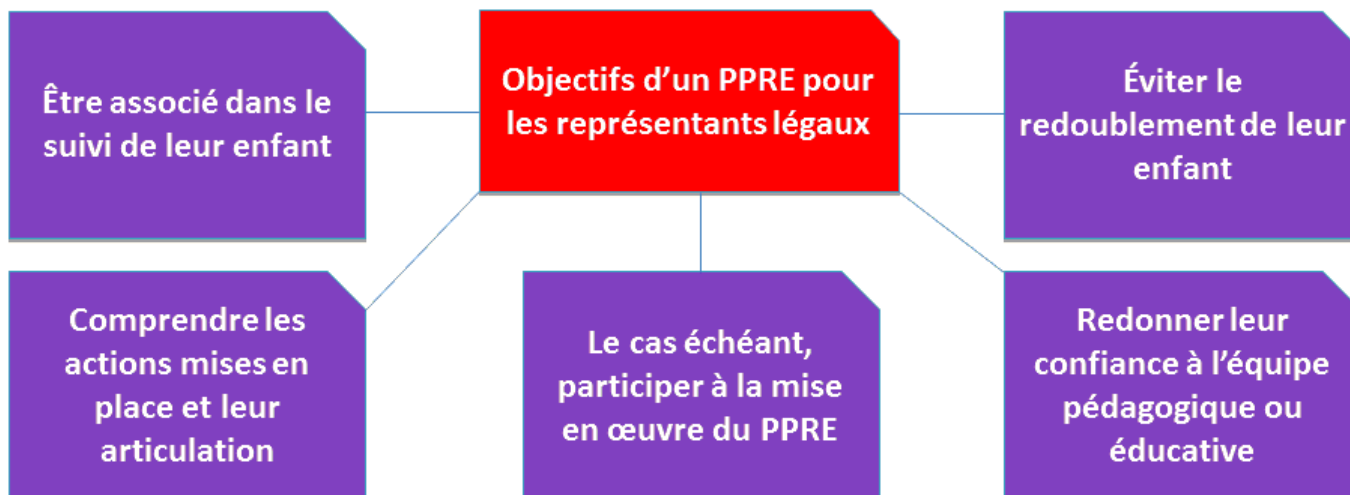 Être associé dans le
suivi de leur enfant
Objectifs d’un PPRE pour
les représentants légaux
Éviter le
redoublement de leur
enfant
Comprendre les
actions mises en
place et leur
articulation
Le cas échéant,
participer à la mise
en œuvre du PPRE
Redonner leur
confiance à l’équipe
pédagogique ou
éducative